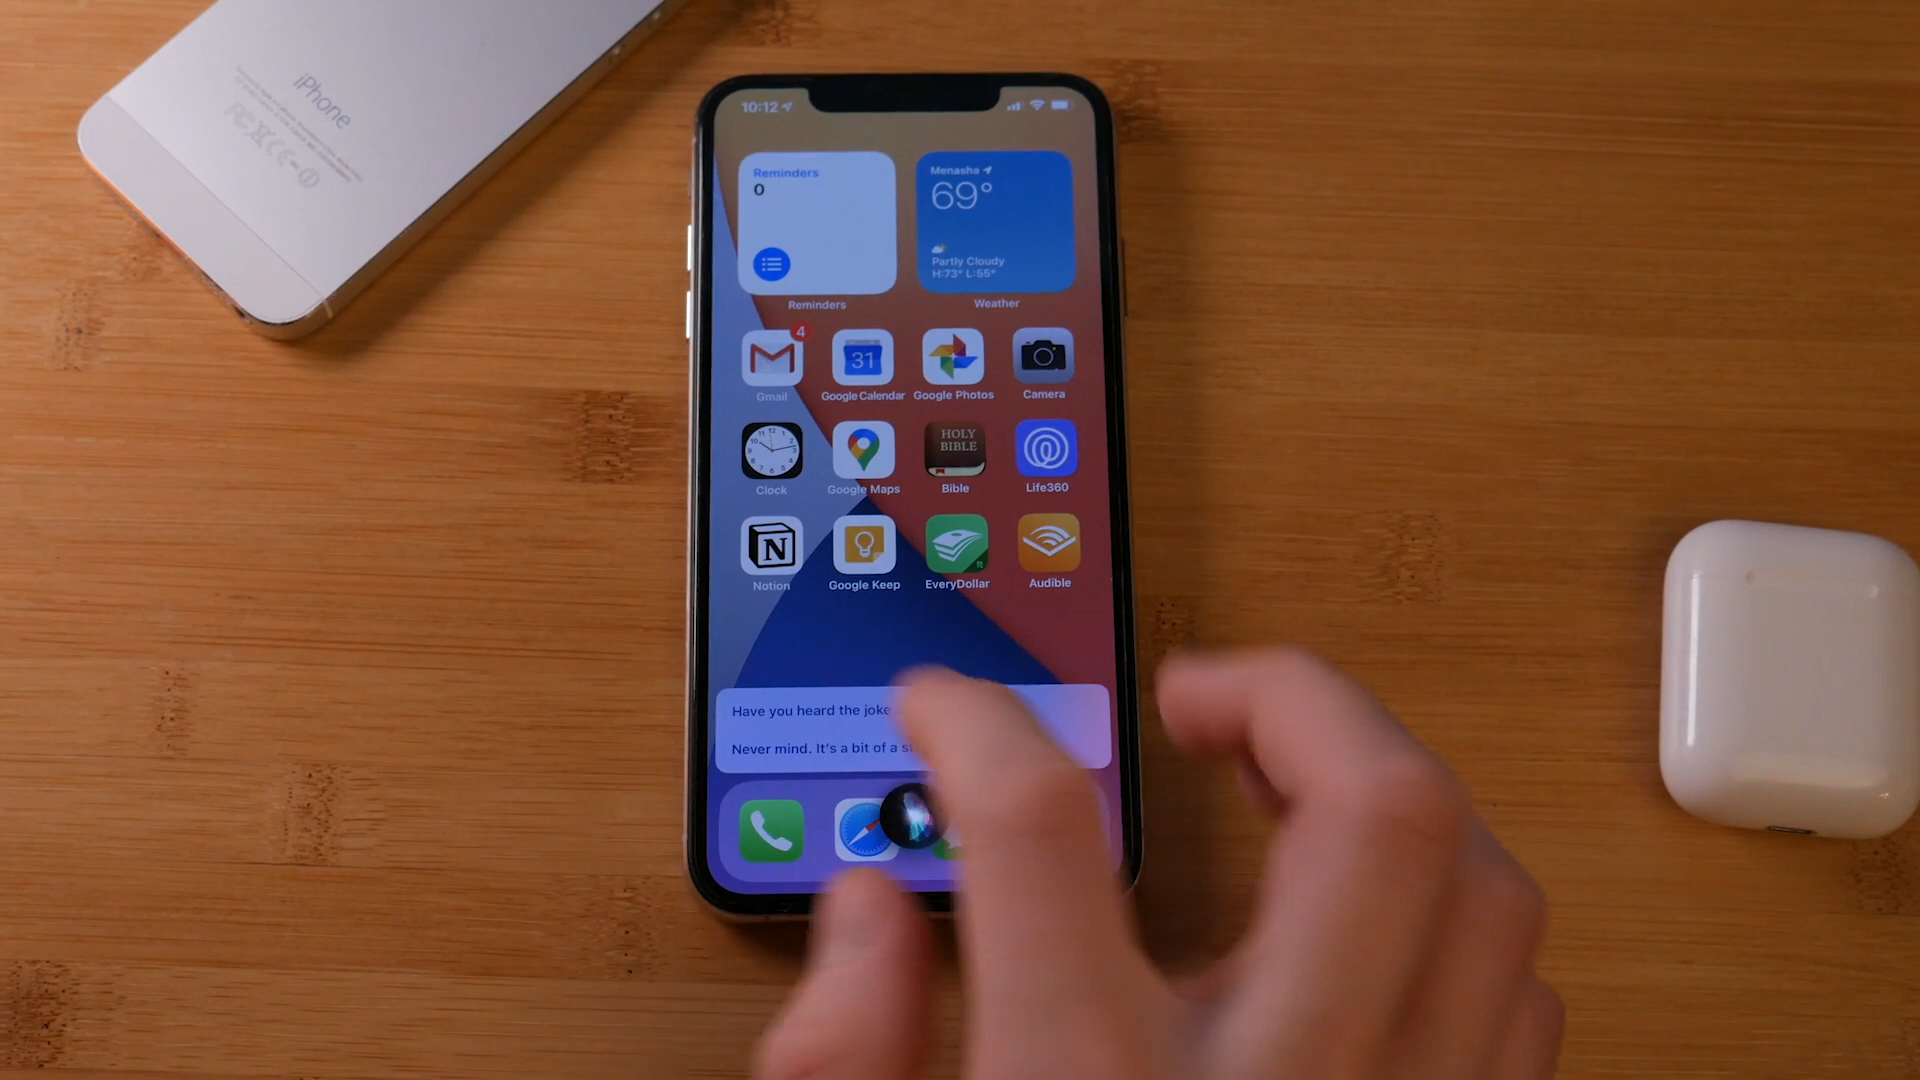 iPhone
10:12
Reminders
0
Reminders
Menasha
69°
Partly Cloudy
H:73° L:55°
Weather
4
Gmail
31
Google Calendar
Google Photos
Camera
Clock
Google Maps
HOLY
BIBLE
Bible
Life360
N
Notion
Google Keep
EveryDollar
Audible
Have you heard the joke
Never mind. It's a bit of a